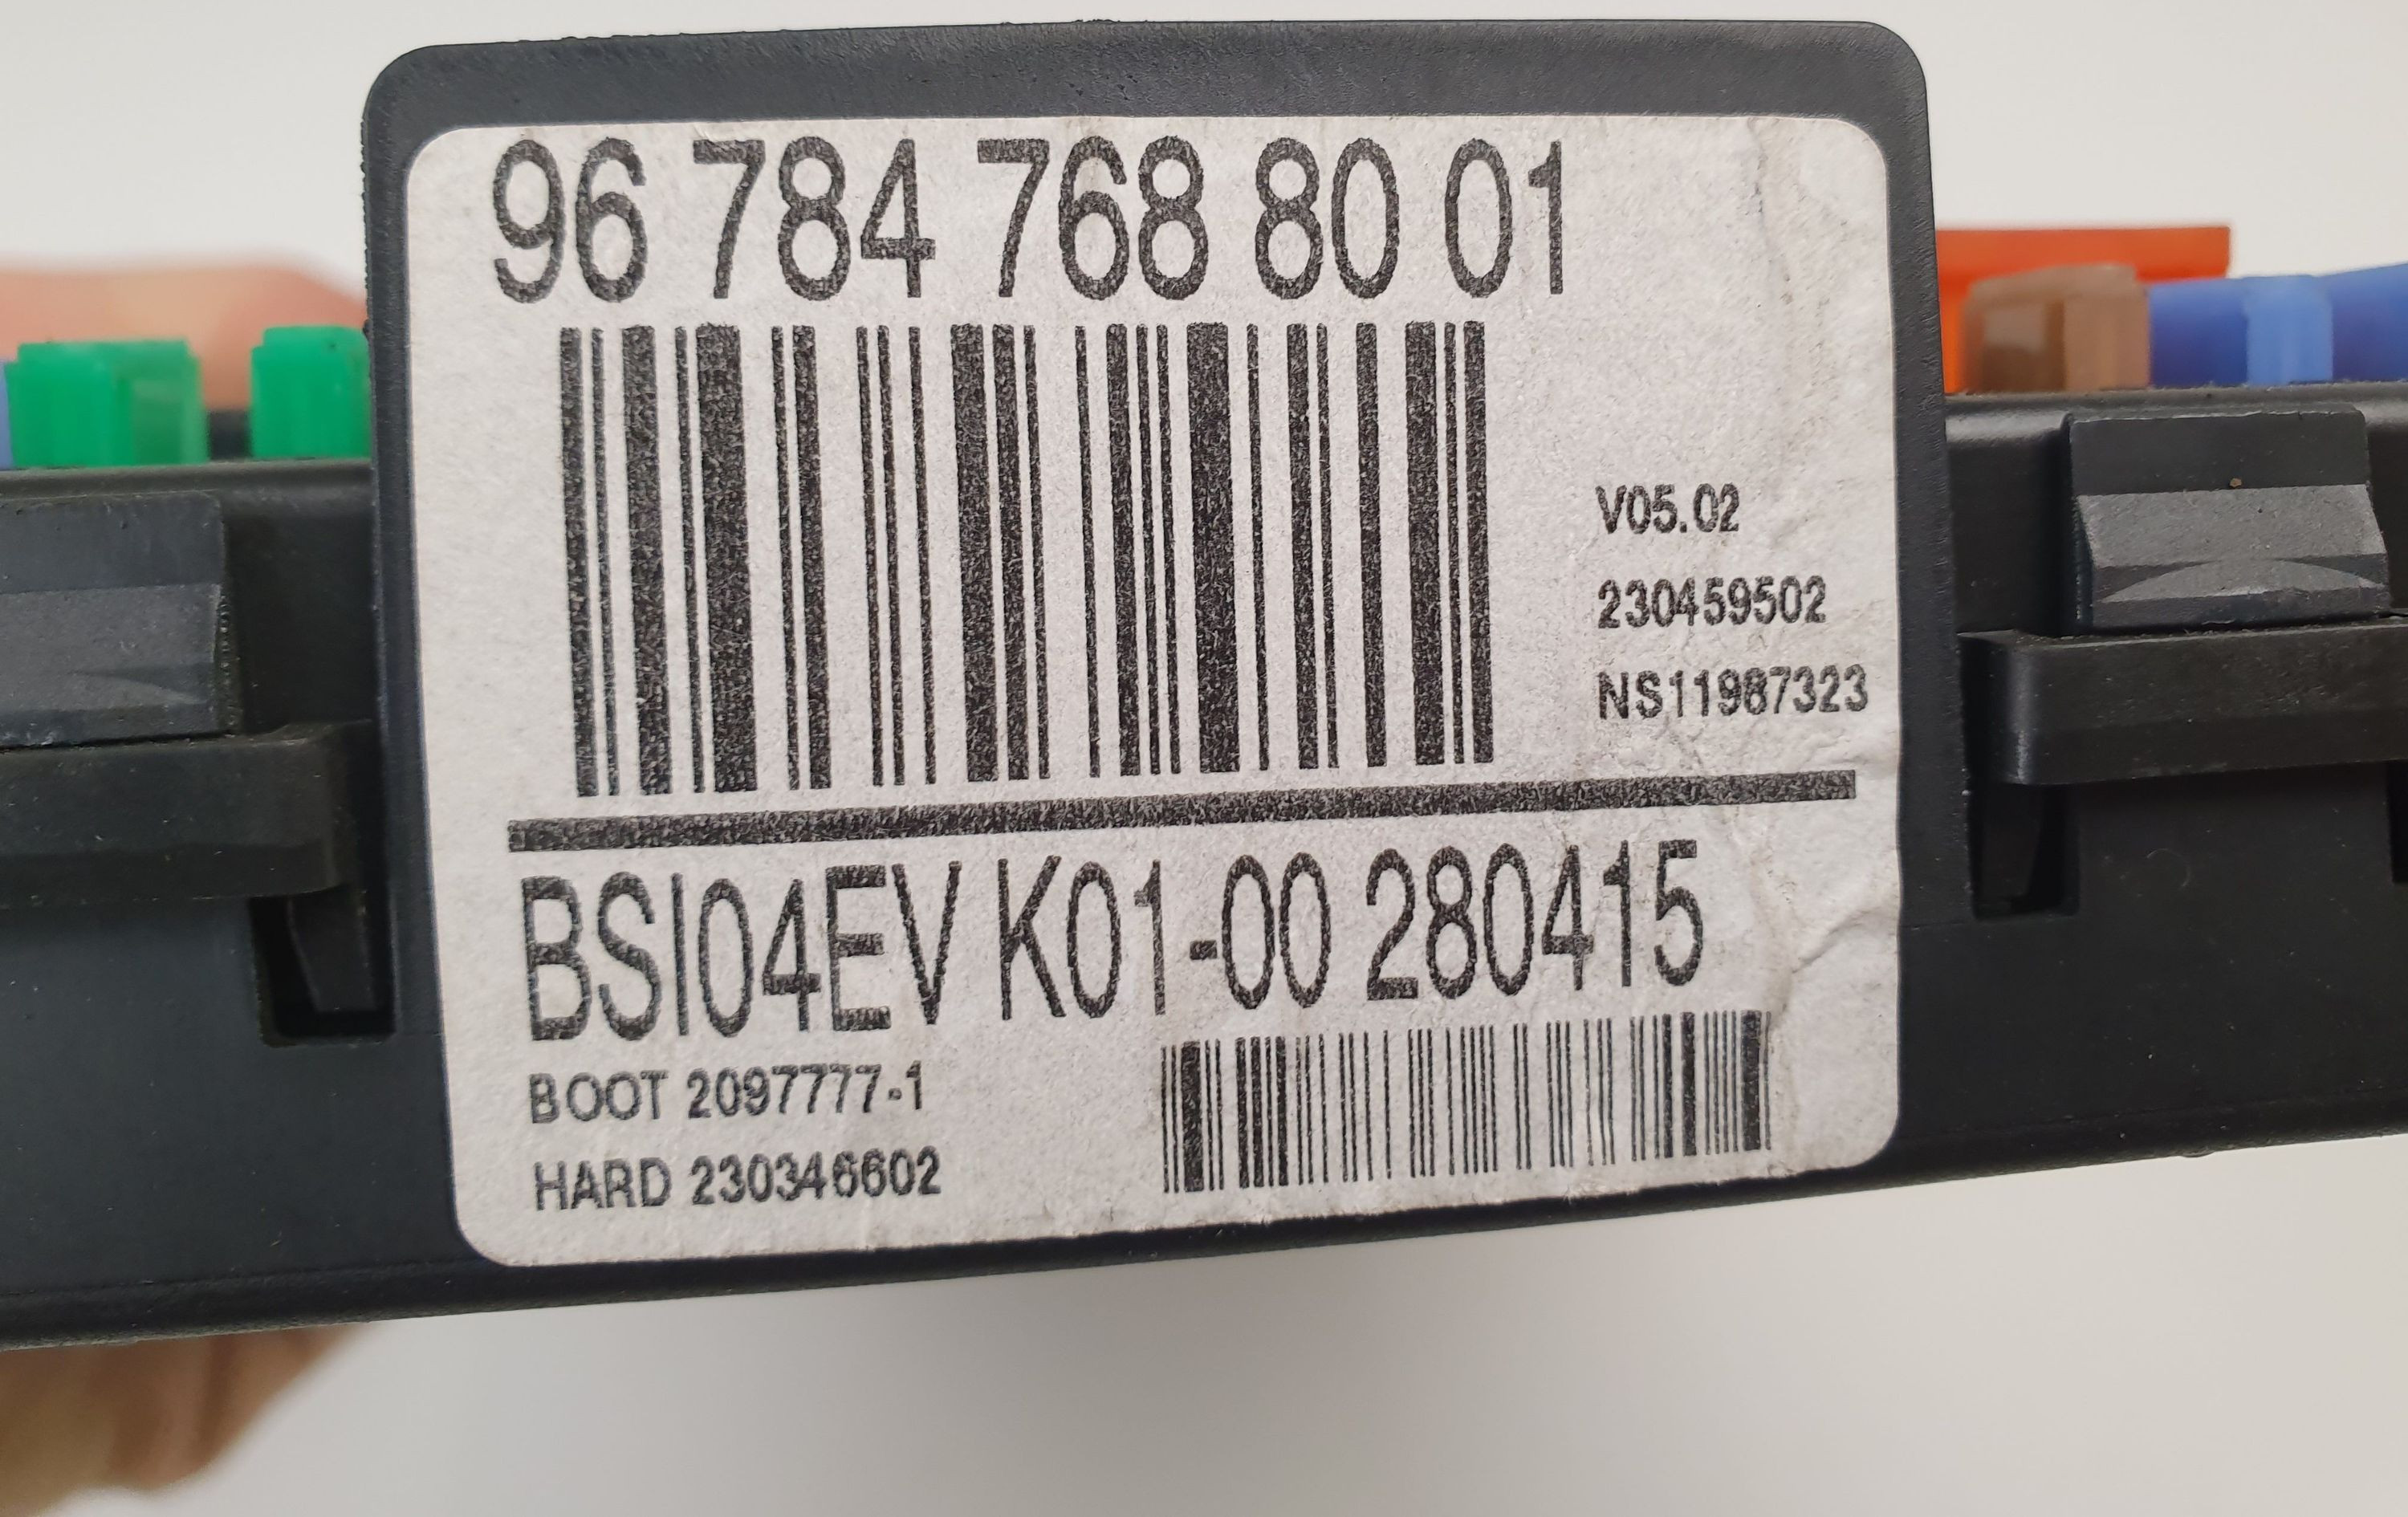 96 784 768 80 01
V05.02
230459502
NS11987323
BSI04EV K01-00 280415
BOOT 2097777-1
HARD 230346602